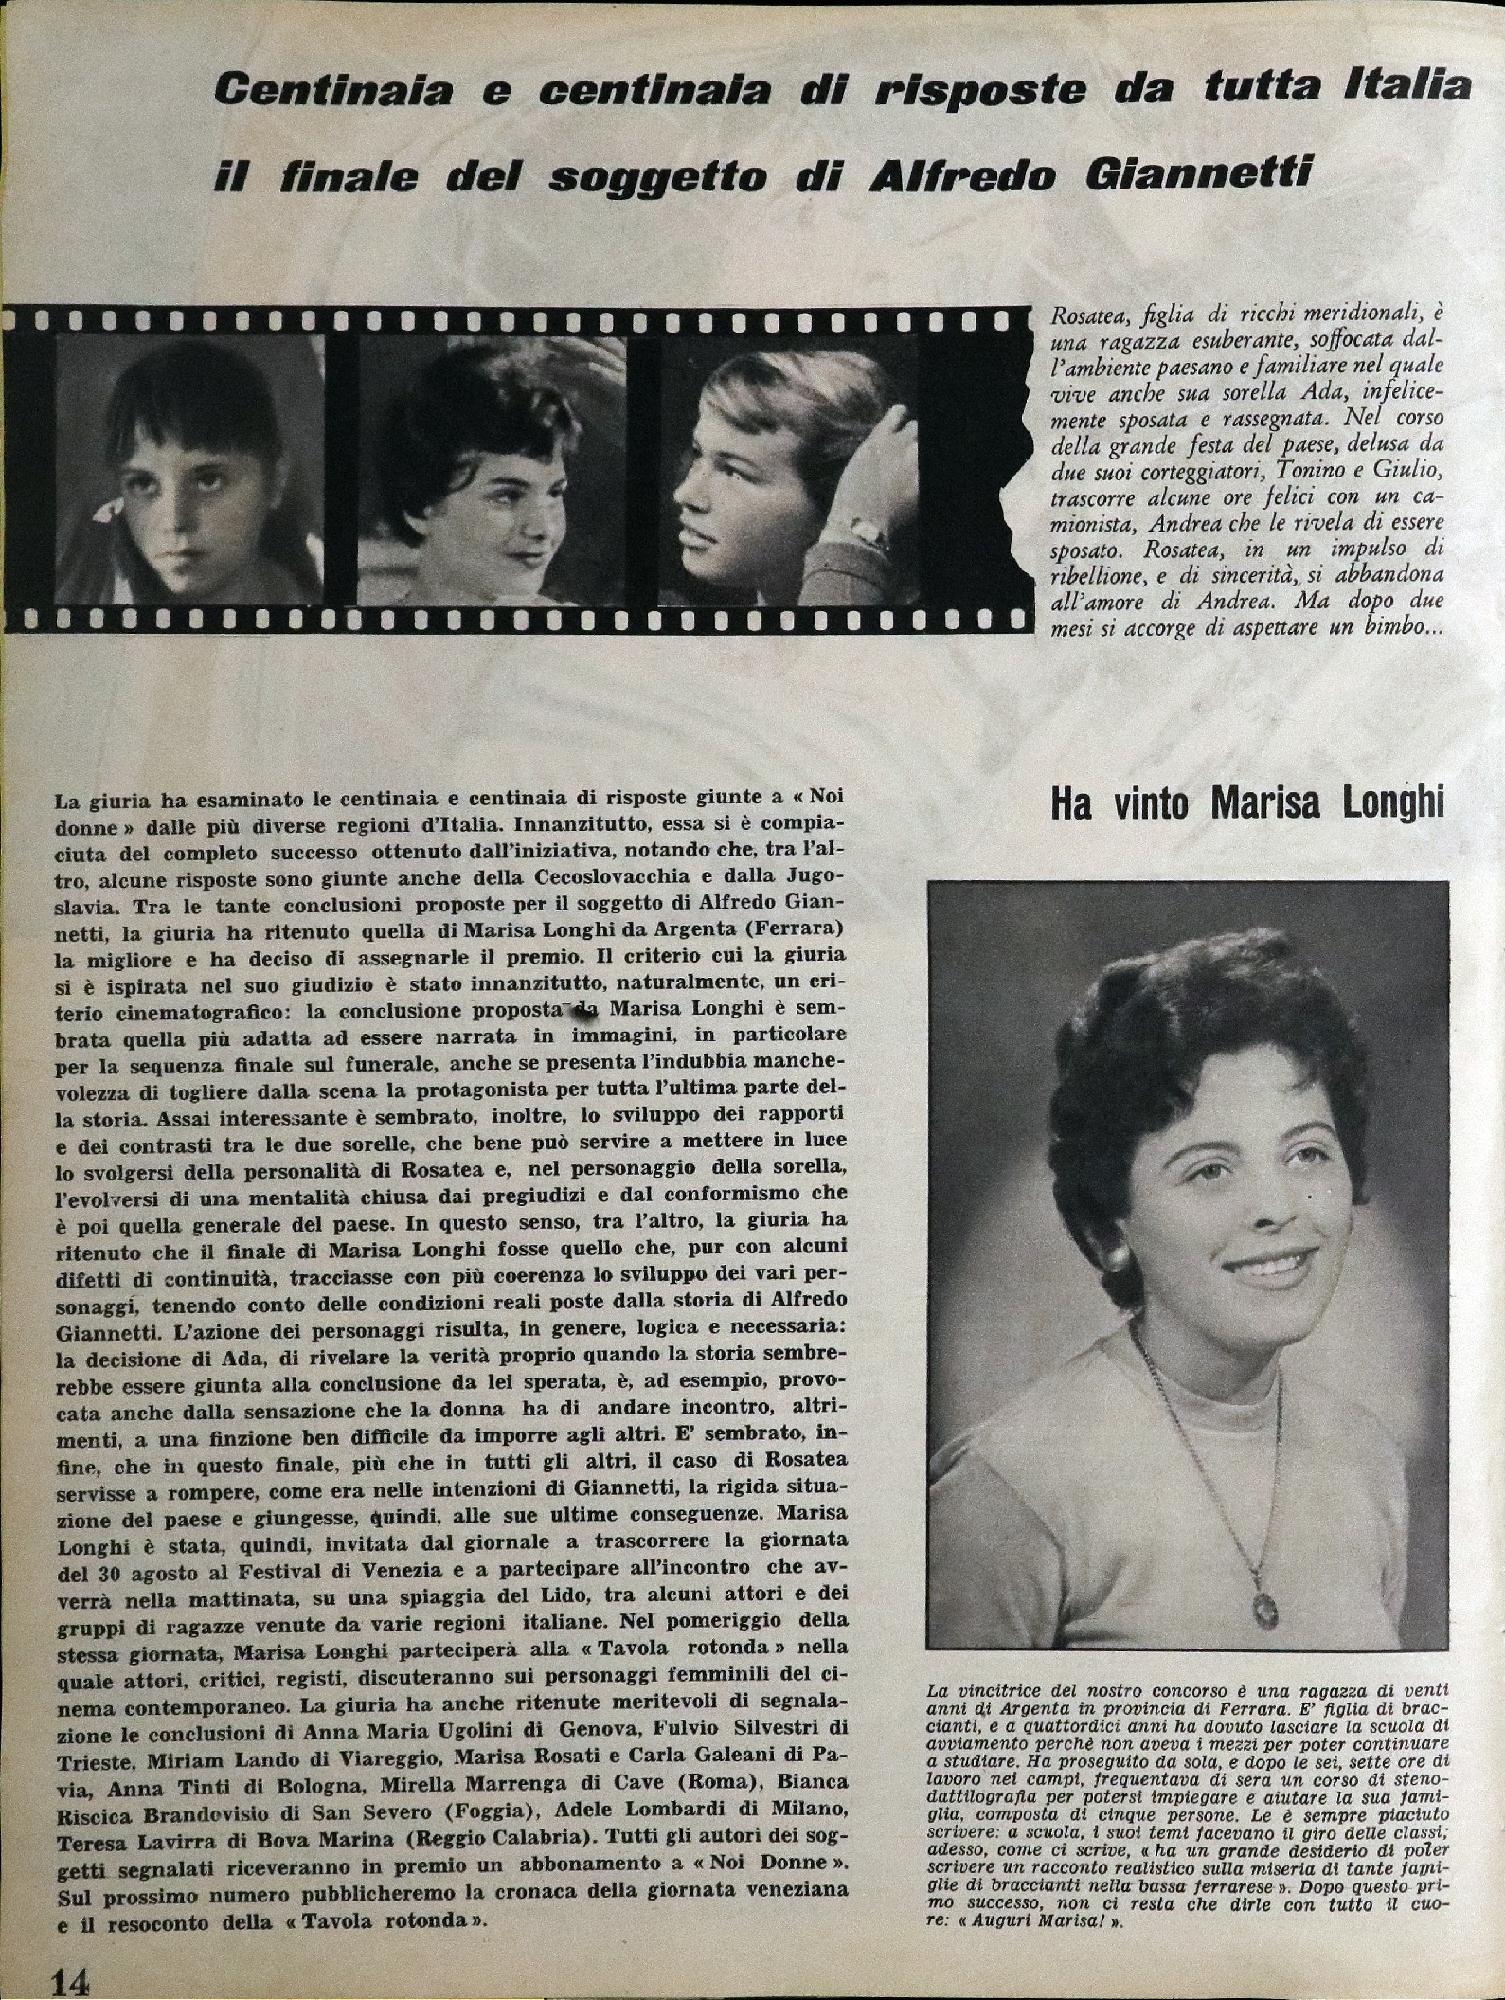 Centinaia e centinaia di risposte da tutta Italia
il finale del soggetto di Alfredo Giannetti
Rosatea, figlia di ricchi meridionali, è
una ragazza esuberante, soffocata dal-
l'ambiente paesano e familiare nel quale
vive anche sua sorella Ada, infelice-
mente sposata e rassegnata. Nel corso
della grande festa del paese, delusa da
due suoi corteggiatori, Tonino e Giulio,
trascorre alcune ore felici con un ca-
mionista, Andrea che le rivela di essere
sposato. Rosatea, in un impulso di
ribellione, e di sincerità, si abbandona
all'amore di Andrea. Ma dopo due
mesi si accorge di aspettare un bimbo...
La giuria ha esaminato le centinaia e centinaia di risposte giunte a « Noi
donne » dalle più diverse regioni d'Italia. Innanzitutto, essa si è compia-
ciuta del completo successo ottenuto dall'iniziativa, notando che, tra l'al-
tro, alcune risposte sono giunte anche della Cecoslovacchia e dalla Jugo-
slavia. Tra le tante conclusioni proposte per il soggetto di Alfredo Gian-
netti, la giuria ha ritenuto quella di Marisa Longhi da Argenta (Ferrara)
la migliore e ha deciso di assegnarle il premio. Il criterio cui la giuria
si è ispirata nel suo giudizio è stato innanzitutto, naturalmente, un cri-
terio cinematografico: la conclusione proposta da Marisa Longhi è sem-
brata quella più adatta ad essere narrata in immagini, in particolare
per la sequenza finale sul funerale, anche se presenta l'indubbia manche-
volezza di togliere dalla scena la protagonista per tutta l'ultima parte del-
la storia. Assai interessante è sembrato, inoltre, lo sviluppo dei rapporti
e dei contrasti tra le due sorelle, che bene può servire a mettere in luce
lo svolgersi della personalità di Rosatea e, nel personaggio della sorella,
l'evolversi di una mentalità chiusa dai pregiudizi e dal conformismo che
è poi quella generale del paese. In questo senso, tra l'altro, la giuria ha
ritenuto che il finale di Marisa Longhi fosse quello che, pur con alcuni
difetti di continuità, tracciasse con più coerenza lo sviluppo dei vari per-
sonaggi, tenendo conto delle condizioni reali poste dalla storia di Alfredo
Giannetti. L'azione dei personaggi risulta, in genere, logica e necessaria:
la decisione di Ada, di rivelare la verità proprio quando la storia sembre-
rebbe essere giunta alla conclusione da lei sperata, è, ad esempio, provo-
cata anche dalla sensazione che la donna ha di andare incontro, altri-
menti, a una finzione ben difficile da imporre agli altri. E' sembrato, in-
fine, che in questo finale, più che in tutti gli altri, il caso di Rosatea
servisse a rompere, come era nelle intenzioni di Giannetti, la rigida situa-
zione del paese e giungesse, quindi, alle sue ultime conseguenze. Marisa
Longhi è stata, quindi, invitata dal giornale a trascorrere la giornata
del 30 agosto al Festival di Venezia e a partecipare all'incontro che av-
verrà nella mattinata, su una spiaggia del Lido, tra alcuni attori e dei
gruppi di ragazze venute da varie regioni italiane. Nel pomeriggio della
stessa giornata, Marisa Longhi parteciperà alla « Tavola rotonda » nella
quale attori, critici, registi, discuteranno sui personaggi femminili del ci-
nema contemporaneo. La giuria ha anche ritenute meritevoli di segnala-
zione le conclusioni di Anna Maria Ugolini di Genova, Fulvio Silvestri di
Trieste, Miriam Lando di Viareggio, Marisa Rosati e Carla Galeani di Pa-
via, Anna Tinti di Bologna, Mirella Marrenga di Cave (Roma), Bianca
Riscica Brandovisio di San Severo (Foggia), Adele Lombardi di Milano,
Teresa Lavirra di Bova Marina (Reggio Calabria). Tutti gli autori dei sog-
getti segnalati riceveranno in premio un abbonamento a « Noi Donne ».
Sul prossimo numero pubblicheremo la cronaca della giornata veneziana
e il resoconto della « Tavola rotonda ».
Ha vinto Marisa Longhi
La vincitrice del nostro concorso è una ragazza di venti
anni di Argenta in provincia di Ferrara. E' figlia di brac-
cianti, e a quattordici anni ha dovuto lasciare la scuola di
avviamento perchè non aveva i mezzi per poter continuare
a studiare. Ha proseguito da sola, e dopo le sei, sette ore di
lavoro nei campi, frequentava di sera un corso di steno-
dattilografia per potersi impiegare e aiutare la sua fami-
glia, composta di cinque persone. Le è sempre piaciuto
scrivere: a scuola, i suoi temi facevano il giro delle classi;
adesso, come ci scrive, « ha un grande desiderio di poter
scrivere un racconto realistico sulla miseria di tante fami-
glie di braccianti nella bassa ferrarese ». Dopo questo pri-
mo successo, non ci resta che dirle con tutto il cuo-
re: « Auguri Marisa! ».
14